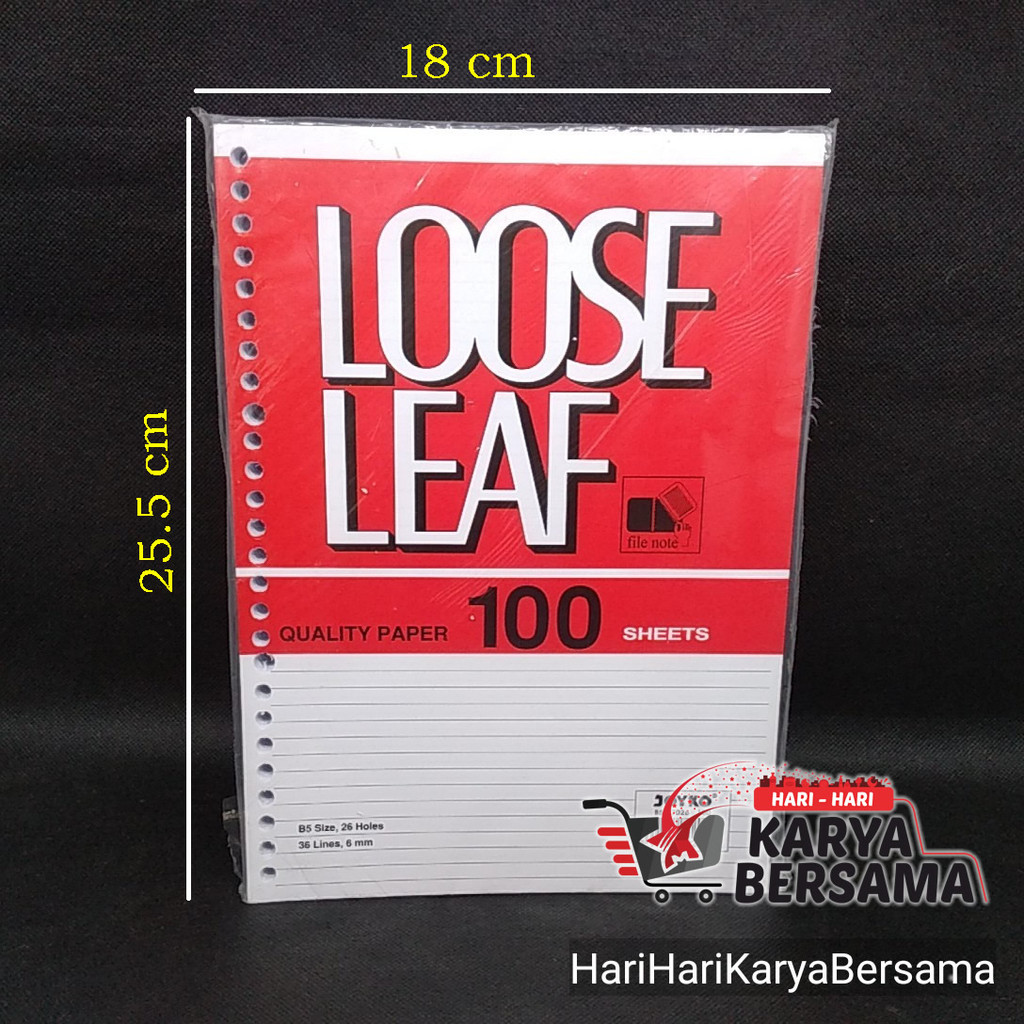 18 cm
25.5 cm
LOOSE
LEAF
file note
QUALITY PAPER 100 SHEETS
JOYKO
B5 Size, 26 Holes
36 Lines, 6 mm
HARI - HARI
KARYA
BERSAMA
HariHariKaryaBersama